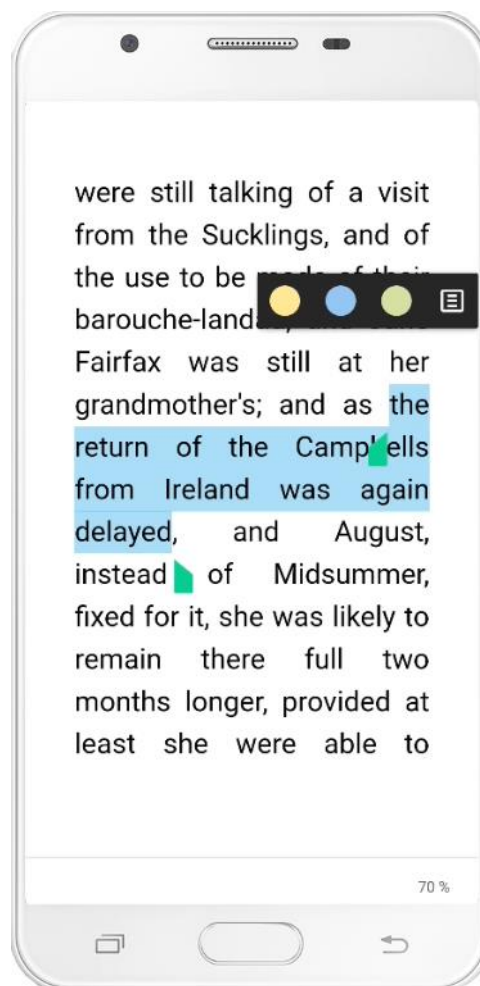 were still talking of a visit
from the Sucklings, and of
the use to be
barouche-landa
Fairfax was still at her
grandmother's; and as the
return of the Campbells
from Ireland was again
delayed, and August,
instead of Midsummer,
fixed for it, she was likely to
remain there full two
months longer, provided at
least she were able to
70 %